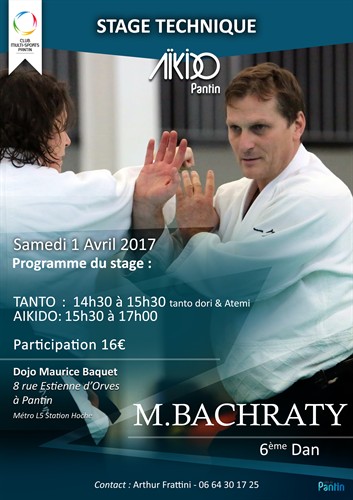 CLUB
MULTI-SPORTS
PANTIN
STAGE TECHNIQUE
AÏKIDO
Pantin
Samedi 1 Avril 2017
Programme du stage :
TANTO : 14h30 à 15h30 tanto dori & Atemi
AIKIDO: 15h30 à 17h00
Participation 16€
Dojo Maurice Baquet
8 rue Estienne d'Orves
à Pantin
Métro L5 Station Hoche
M.BACHRATY
6ème Dan
Contact : Arthur Frattini - 06 64 30 17 25
Pantin